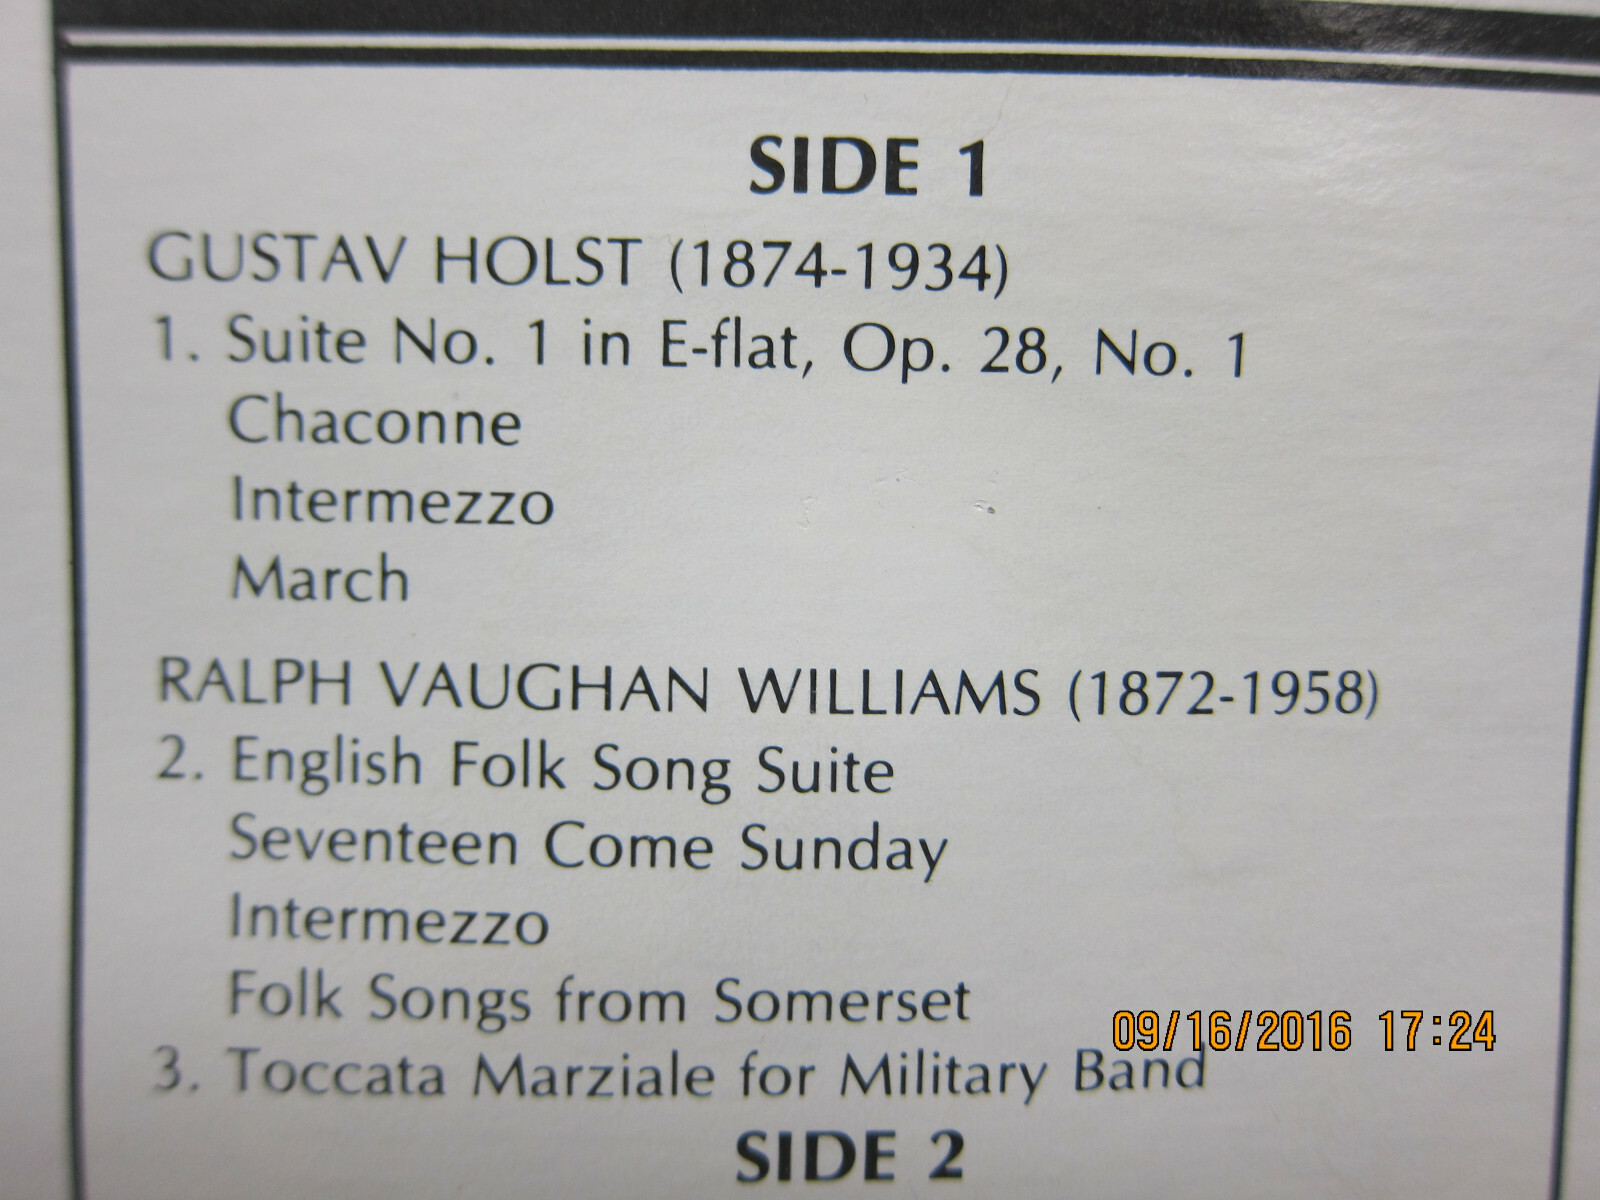 SIDE 1
GUSTAV HOLST (1874-1934)
1. Suite No. 1 in E-flat, Op. 28, No. 1
Chaconne
Intermezzo
March
RALPH VAUGHAN WILLIAMS (1872-1958)
2. English Folk Song Suite
Seventeen Come Sunday
Intermezzo
Folk Songs from Somerset
09/16/2016 17:24
3. Toccata Marziale for Military Band
SIDE 2